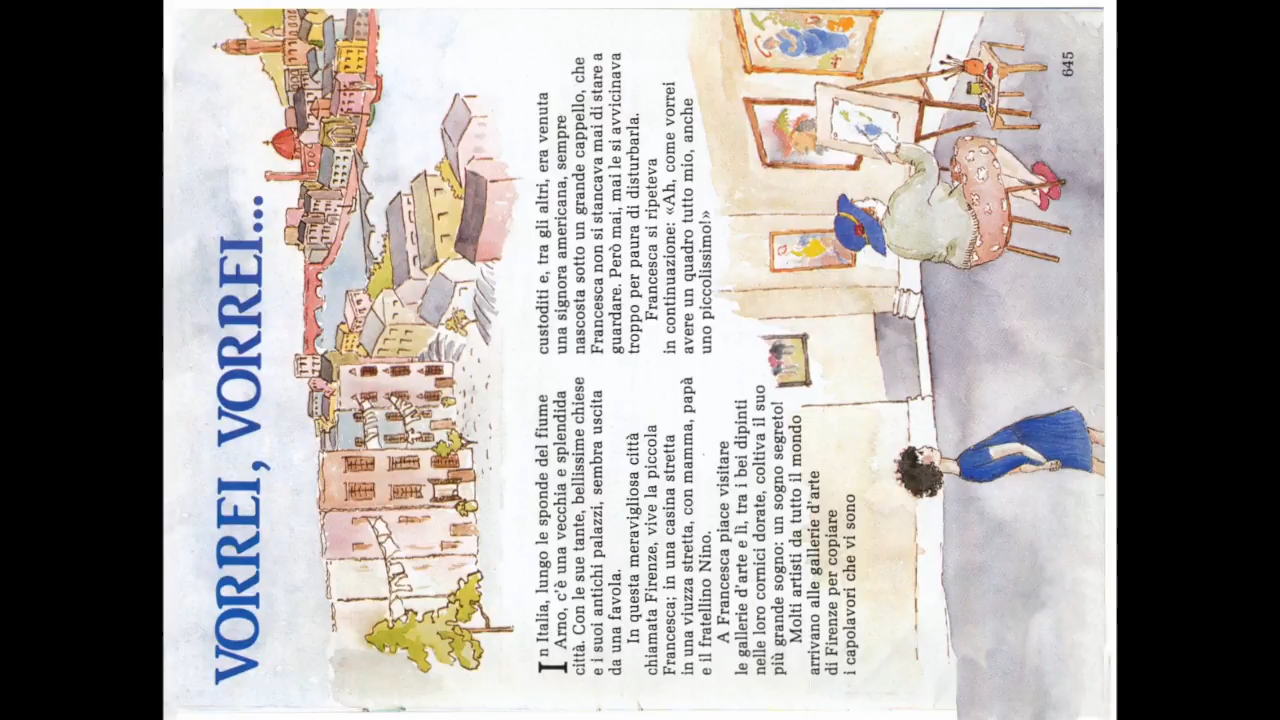 VORREI, VORREI...
In Italia, lungo le sponde del fiume
Arno, c'è una vecchia e splendida
città. Con le sue tante, bellissime chiese
e i suoi antichi palazzi, sembra uscita
da una favola.
In questa meravigliosa città
chiamata Firenze, vive la piccola
Francesca; in una casina stretta
in una viuzza stretta, con mamma, papà
e il fratellino Nino.
A Francesca piace visitare
le gallerie d'arte e lì, tra i bei dipinti
nelle loro cornici dorate, coltiva il suo
più grande sogno: un sogno segreto!
Molti artisti da tutto il mondo
arrivano alle gallerie d'arte
di Firenze per copiare
i capolavori che vi sono
custoditi e, tra gli altri, era venuta
una signora americana, sempre
nascosta sotto un grande cappello, che
Francesca non si stancava mai di stare a
guardare. Però mai, mai le si avvicinava
troppo per paura di disturbarla.
Francesca si ripeteva
in continuazione: «Ah, come vorrei
avere un quadro tutto mio, anche
uno piccolissimo!»
645